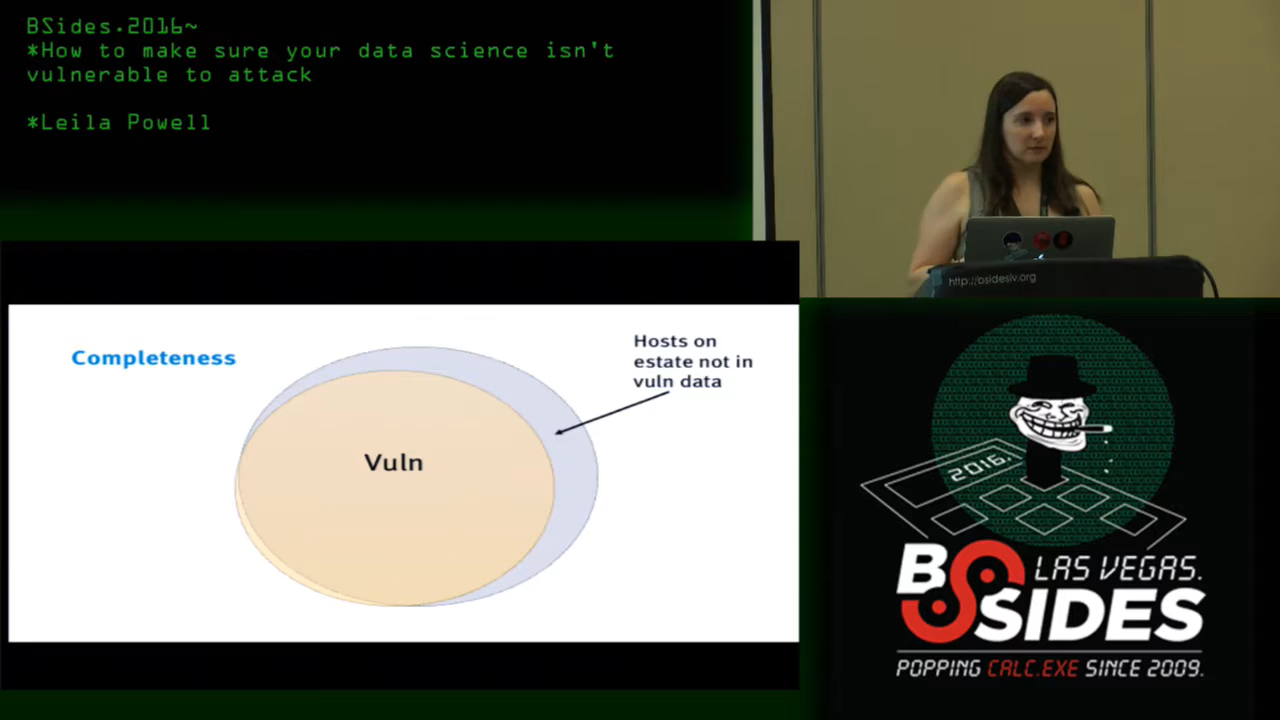 BSides.2016~
*How to make sure your data science isn't
vulnerable to attack
*Leila Powell
http://bsideslv.org
Completeness
Hosts on
estate not in
vuln data
Vuln
2016.
BSIDES
LAS VEGAS.
POPPING CALC.EXE SINCE 2009.